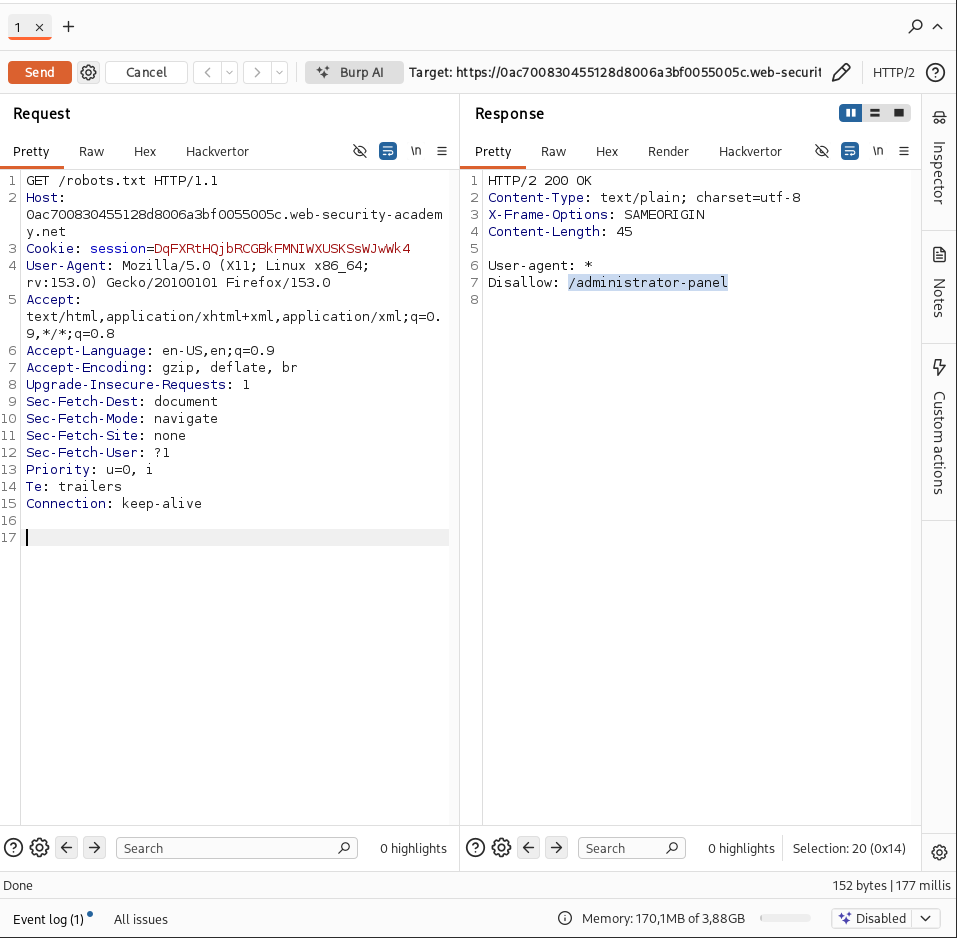 1 ×
+
Send
Cancel
< >
Burp AI
Target: https://0ac700830455128d8006a3bf0055005c.web-securit
HTTP/2
Request
Pretty Raw Hex Hackvertor \n
1 GET /robots.txt HTTP/1.1
2 Host:
0ac700830455128d8006a3bf0055005c.web-security-academ
y.net
3 Cookie: session=DqFXRtHQjbRCGBkFMNIWXUSKSsWJwWk4
4 User-Agent: Mozilla/5.0 (X11; Linux x86_64;
rv:153.0) Gecko/20100101 Firefox/153.0
5 Accept:
text/html,application/xhtml+xml,application/xml;q=0.
9,*/*;q=0.8
6 Accept-Language: en-US,en;q=0.9
7 Accept-Encoding: gzip, deflate, br
8 Upgrade-Insecure-Requests: 1
9 Sec-Fetch-Dest: document
10 Sec-Fetch-Mode: navigate
11 Sec-Fetch-Site: none
12 Sec-Fetch-User: ?1
13 Priority: u=0, i
14 Te: trailers
15 Connection: keep-alive
16
17
Search
0 highlights
Response
Pretty Raw Hex Render Hackvertor \n
1 HTTP/2 200 OK
2 Content-Type: text/plain; charset=utf-8
3 X-Frame-Options: SAMEORIGIN
4 Content-Length: 45
5
6 User-agent: *
7 Disallow: /administrator-panel
8
Search
0 highlights
Selection: 20 (0x14)
Inspector
Notes
Custom actions
Done
152 bytes | 177 millis
Event log (1)
All issues
Memory: 170,1MB of 3,88GB
Disabled